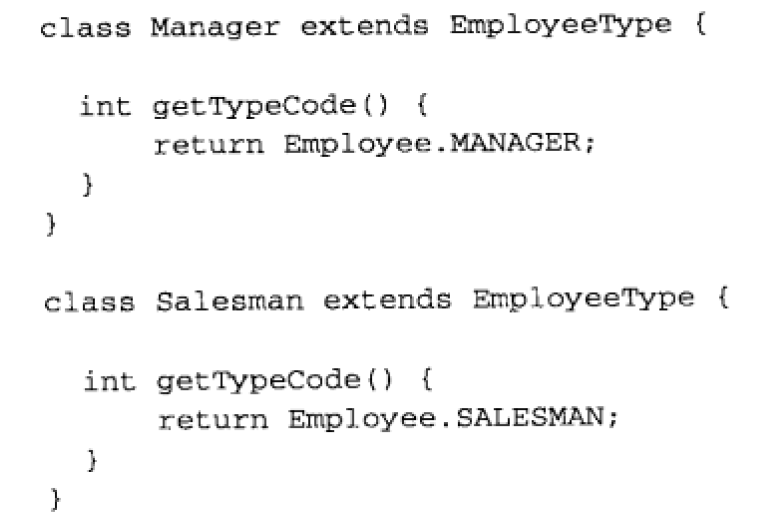 class Manager extends EmployeeType {
int getTypeCode() {
return Employee.MANAGER;
}
}
class Salesman extends EmployeeType {
int getTypeCode() {
return Employee.SALESMAN;
}
}